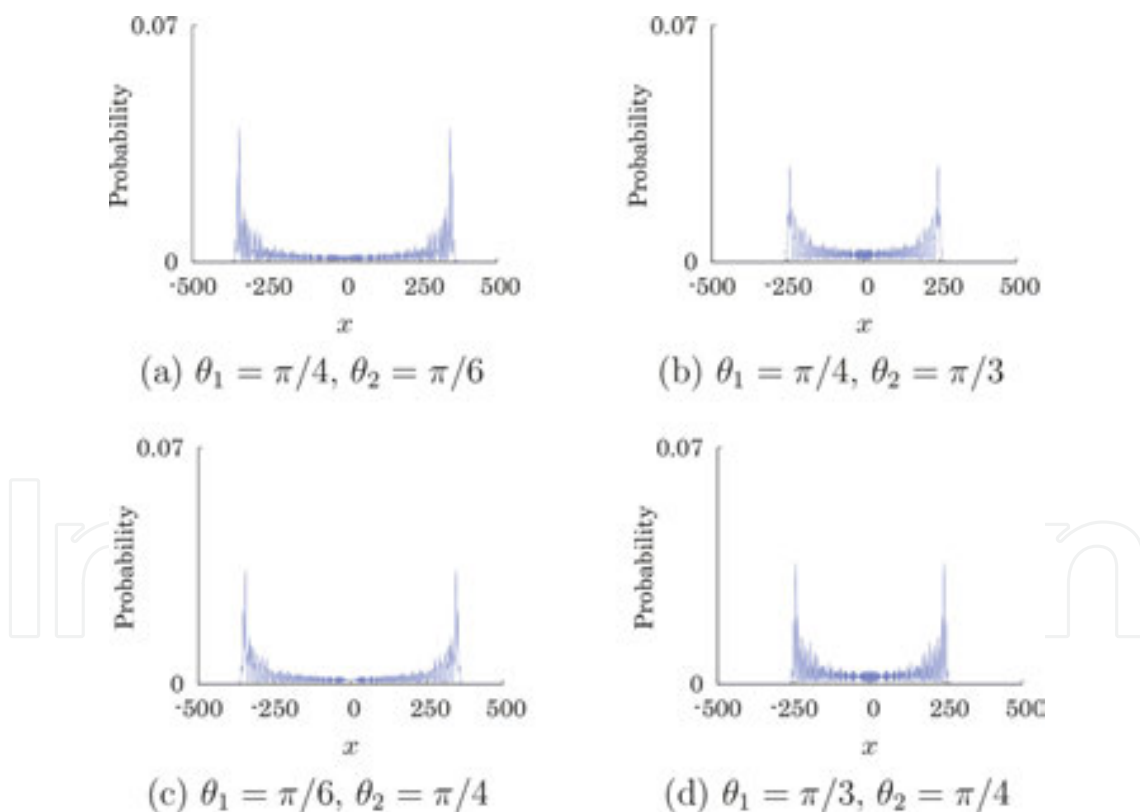 0.07
Probability
0
-500 -250 0 250 500
x
(a) θ₁ = π/4, θ₂ = π/6
0.07
Probability
0
-500 -250 0 250 500
x
(b) θ₁ = π/4, θ₂ = π/3
0.07
Probability
0
-500 -250 0 250 500
x
(c) θ₁ = π/6, θ₂ = π/4
0.07
Probability
0
-500 -250 0 250 500
x
(d) θ₁ = π/3, θ₂ = π/4